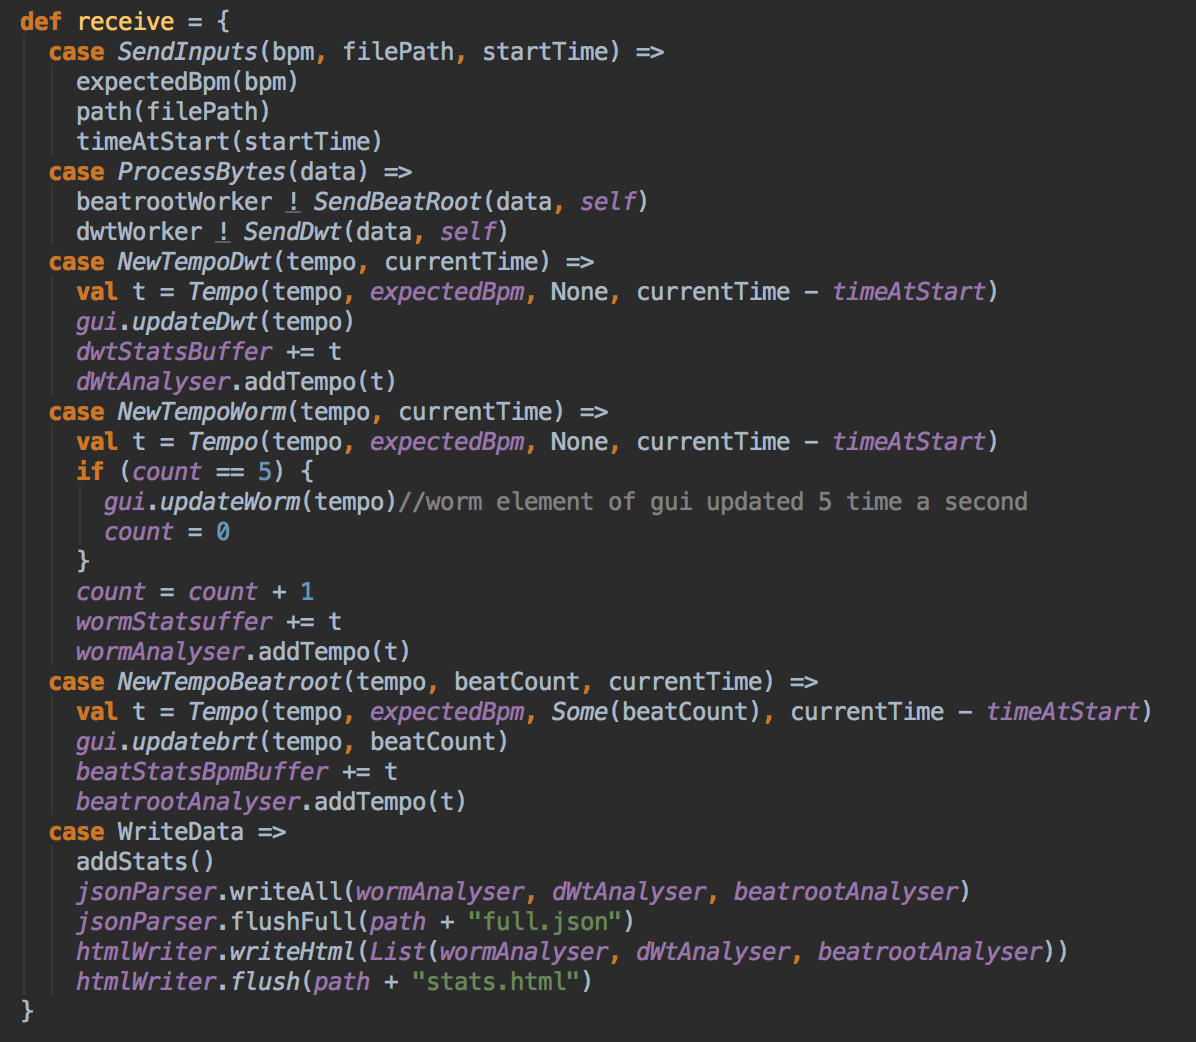 def receive = {
  case SendInputs(bpm, filePath, startTime) =>
    expectedBpm(bpm)
    path(filePath)
    timeAtStart(startTime)
  case ProcessBytes(data) =>
    beatrootWorker ! SendBeatRoot(data, self)
    dwtWorker ! SendDwt(data, self)
  case NewTempoDwt(tempo, currentTime) =>
    val t = Tempo(tempo, expectedBpm, None, currentTime - timeAtStart)
    gui.updateDwt(tempo)
    dwtStatsBuffer += t
    dWtAnalyser.addTempo(t)
  case NewTempoWorm(tempo, currentTime) =>
    val t = Tempo(tempo, expectedBpm, None, currentTime - timeAtStart)
    if (count == 5) {
      gui.updateWorm(tempo)//worm element of gui updated 5 time a second
      count = 0
    }
    count = count + 1
    wormStatsuffer += t
    wormAnalyser.addTempo(t)
  case NewTempoBeatroot(tempo, beatCount, currentTime) =>
    val t = Tempo(tempo, expectedBpm, Some(beatCount), currentTime - timeAtStart)
    gui.updatebrt(tempo, beatCount)
    beatStatsBpmBuffer += t
    beatrootAnalyser.addTempo(t)
  case WriteData =>
    addStats()
    jsonParser.writeAll(wormAnalyser, dWtAnalyser, beatrootAnalyser)
    jsonParser.flushFull(path + "full.json")
    htmlWriter.writeHtml(List(wormAnalyser, dWtAnalyser, beatrootAnalyser))
    htmlWriter.flush(path + "stats.html")
}